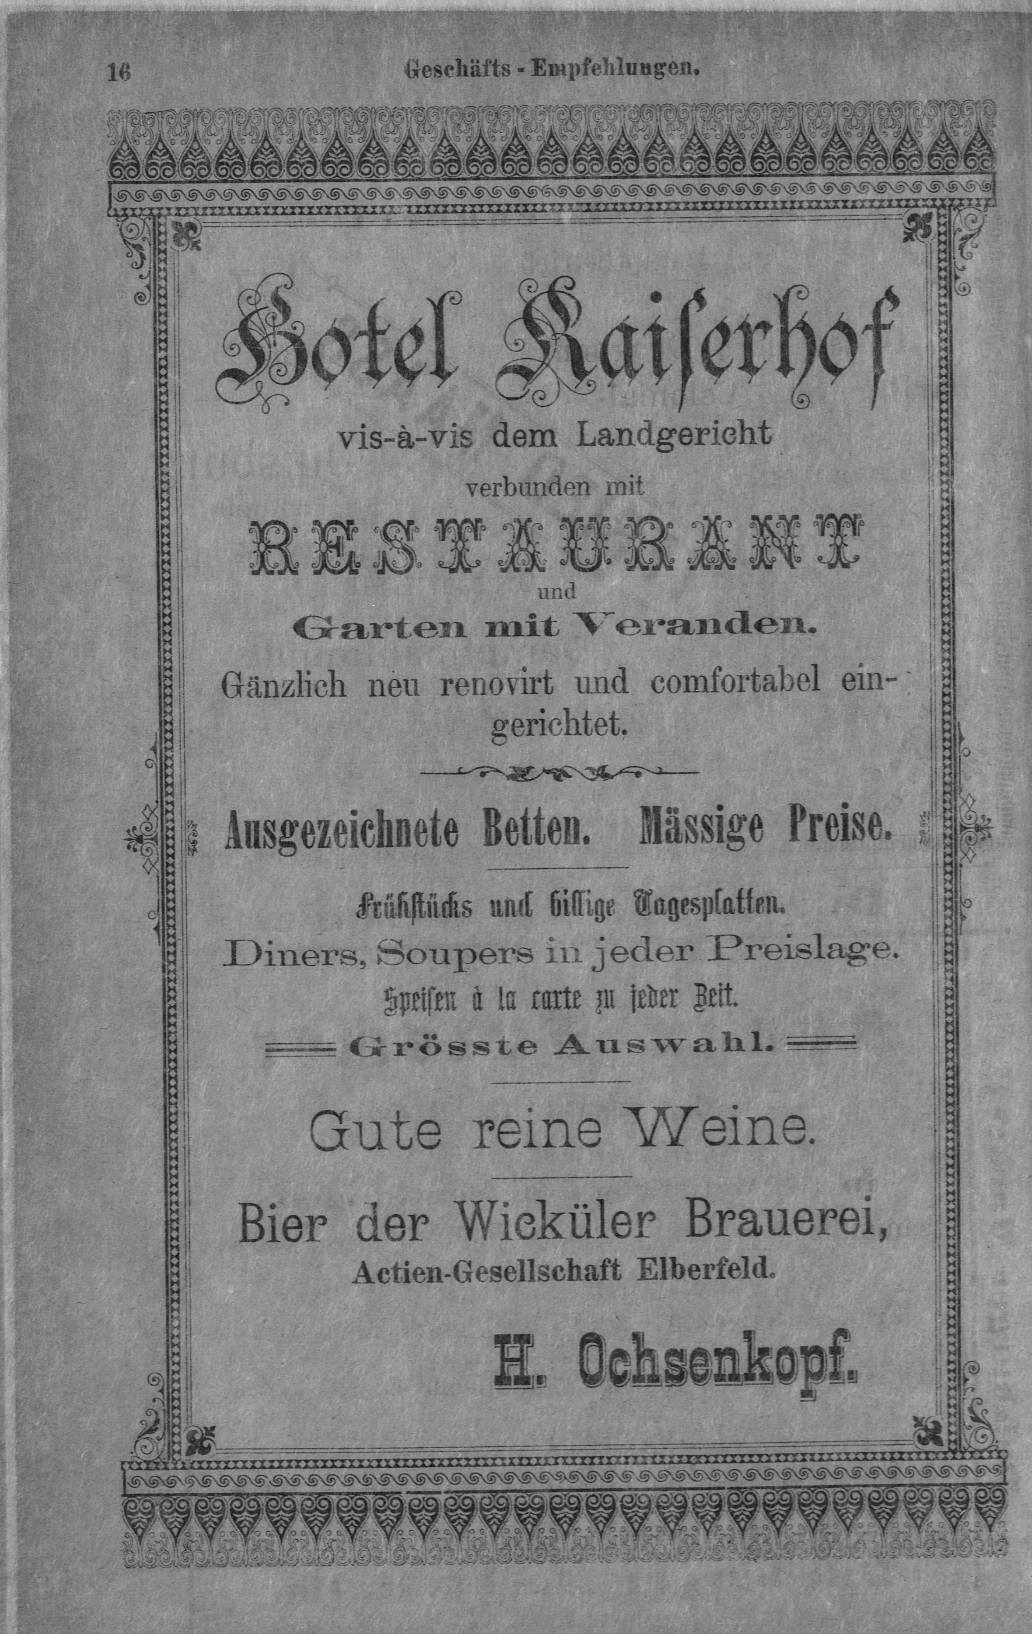 16
Geschäfts-Empfehlungen.
Hotel Kaiserhof
vis-à-vis dem Landgericht
verbunden mit
RESTAURANT
und
Garten mit Veranden.
Gänzlich neu renovirt und comfortabel ein-
gerichtet.
Ausgezeichnete Betten. Mässige Preise.
Frühstücks und billige Tagesplatten.
Diners, Soupers in jeder Preislage.
Speisen à la carte zu jeder Zeit.
Grösste Auswahl.
Gute reine Weine.
Bier der Wicküler Brauerei,
Actien-Gesellschaft Elberfeld.
H. Ochsenkopf.